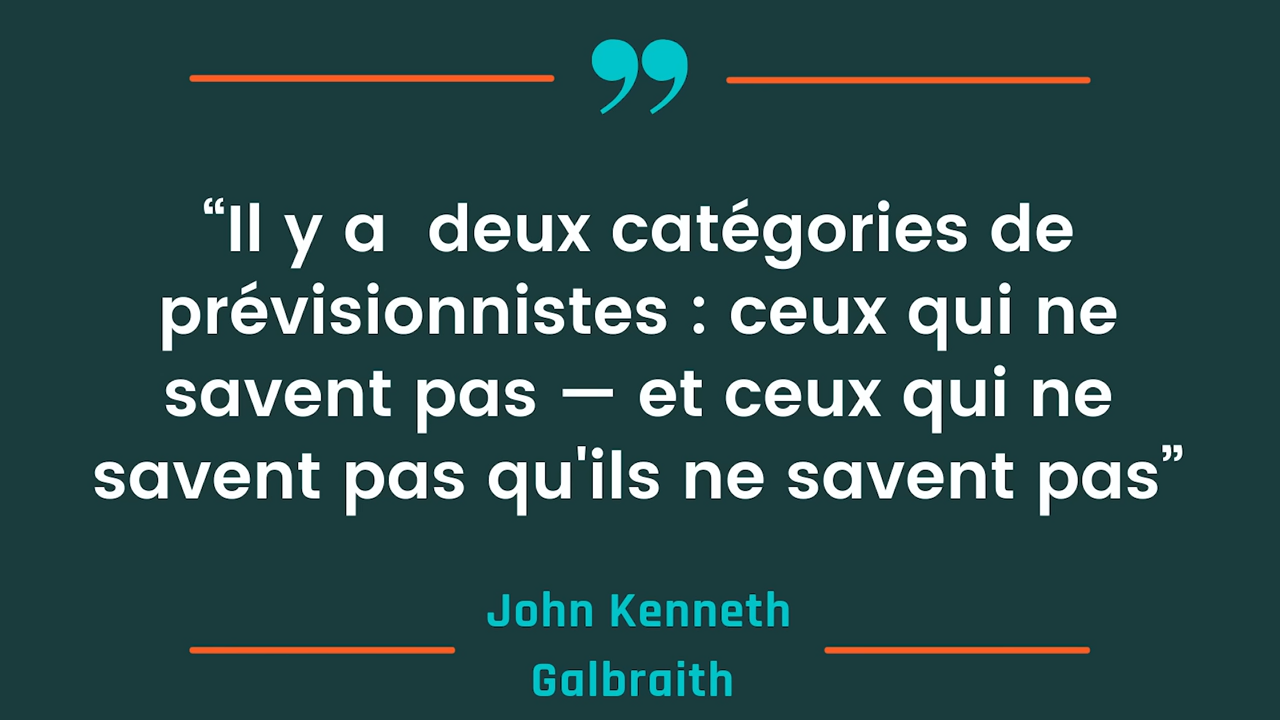 ”
“Il y a  deux catégories de
prévisionnistes : ceux qui ne
savent pas — et ceux qui ne
savent pas qu'ils ne savent pas”
John Kenneth
Galbraith